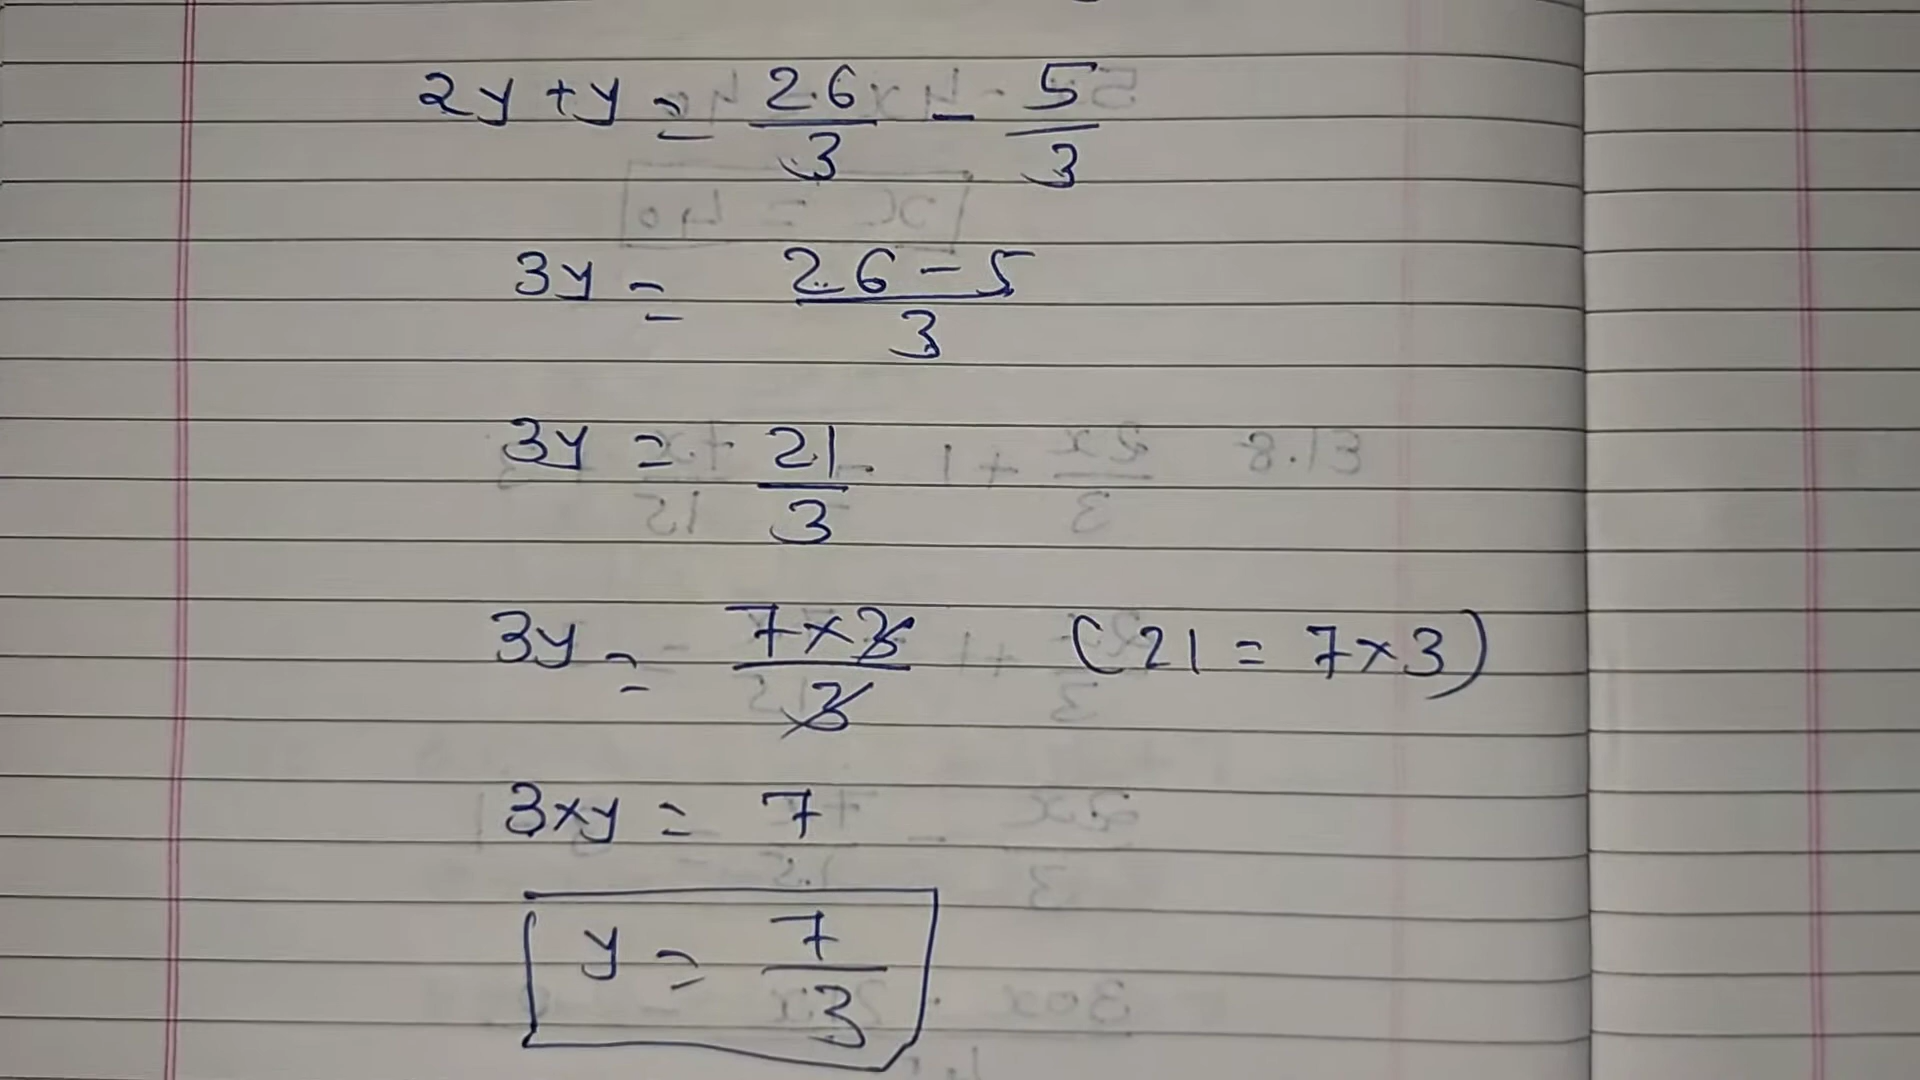 2y + y = 26/3 - 5/3
3y = 26 - 5/3
3y = 21/3
3y = 7 × 3/3 (21 = 7 × 3)
3 × y = 7
y = 7/3